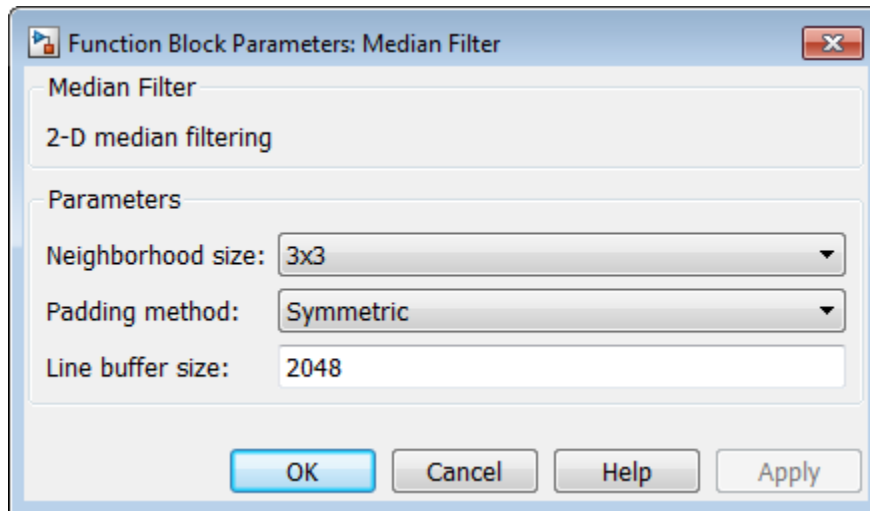 Function Block Parameters: Median Filter
Median Filter
2-D median filtering
Parameters
Neighborhood size: 3x3
Padding method: Symmetric
Line buffer size: 2048
OK Cancel Help Apply